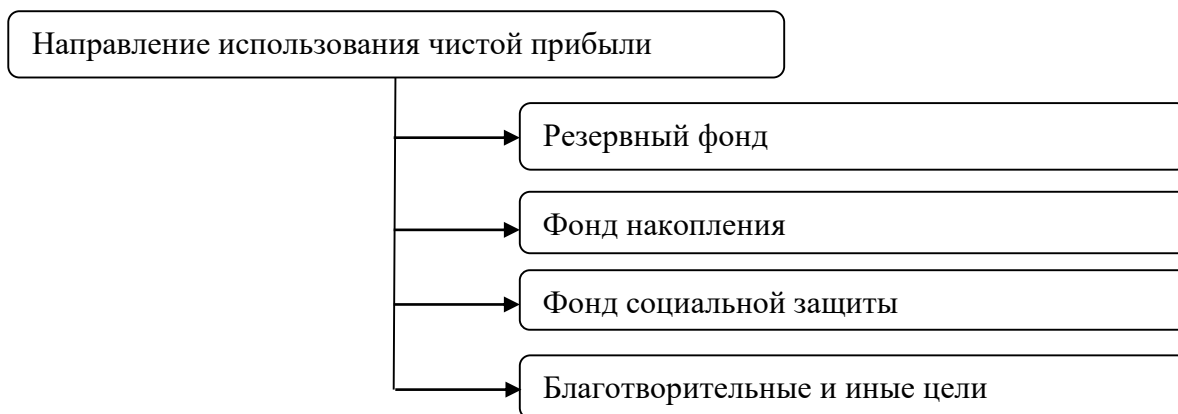 Направление использования чистой прибыли
Резервный фонд
Фонд накопления
Фонд социальной защиты
Благотворительные и иные цели